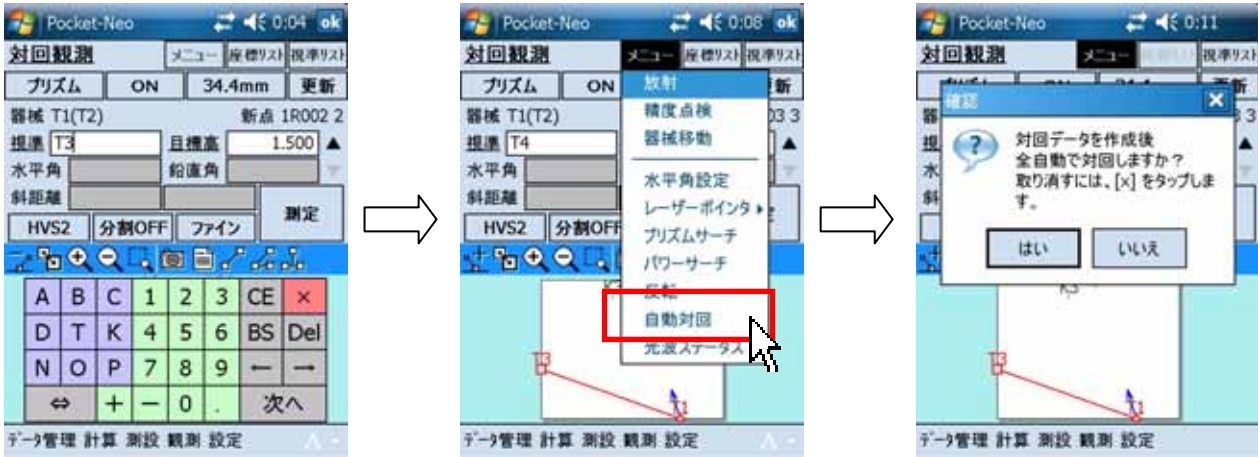 Pocket-Neo 0:04 ok
対回観測 メニュー 座標リスト 視準リスト
プリズム ON 34.4mm 更新
器械 T1(T2) 新点 1R002 2
視準 T3 目標高 1.500
水平角 鉛直角
斜距離
測定
HVS2 分割OFF ファイン
A B C 1 2 3 CE ×
D T K 4 5 6 BS Del
N O P 7 8 9 ← →
⇔ + − 0 . 次へ
データ管理 計算 測設 観測 設定
Pocket-Neo 0:08 ok
対回観測 メニュー 座標リスト 視準リスト
プリズム ON 新
器械 T1(T2) 03 3
視準 T4
水平角
斜距離
HVS2 分割OFF
放射
精度点検
器械移動
水平角設定
レーザーポインタ
プリズムサーチ
パワーサーチ
反転
自動対回
光波ステータス
T3
T1
データ管理 計算 測設 観測 設定
Pocket-Neo 0:11
対回観測 メニュー 視準リスト
確認
対回データを作成後
全自動で対回しますか？
取り消すには、[×] をタップしま
す。
はい いいえ
T3
T1
データ管理 計算 測設 観測 設定